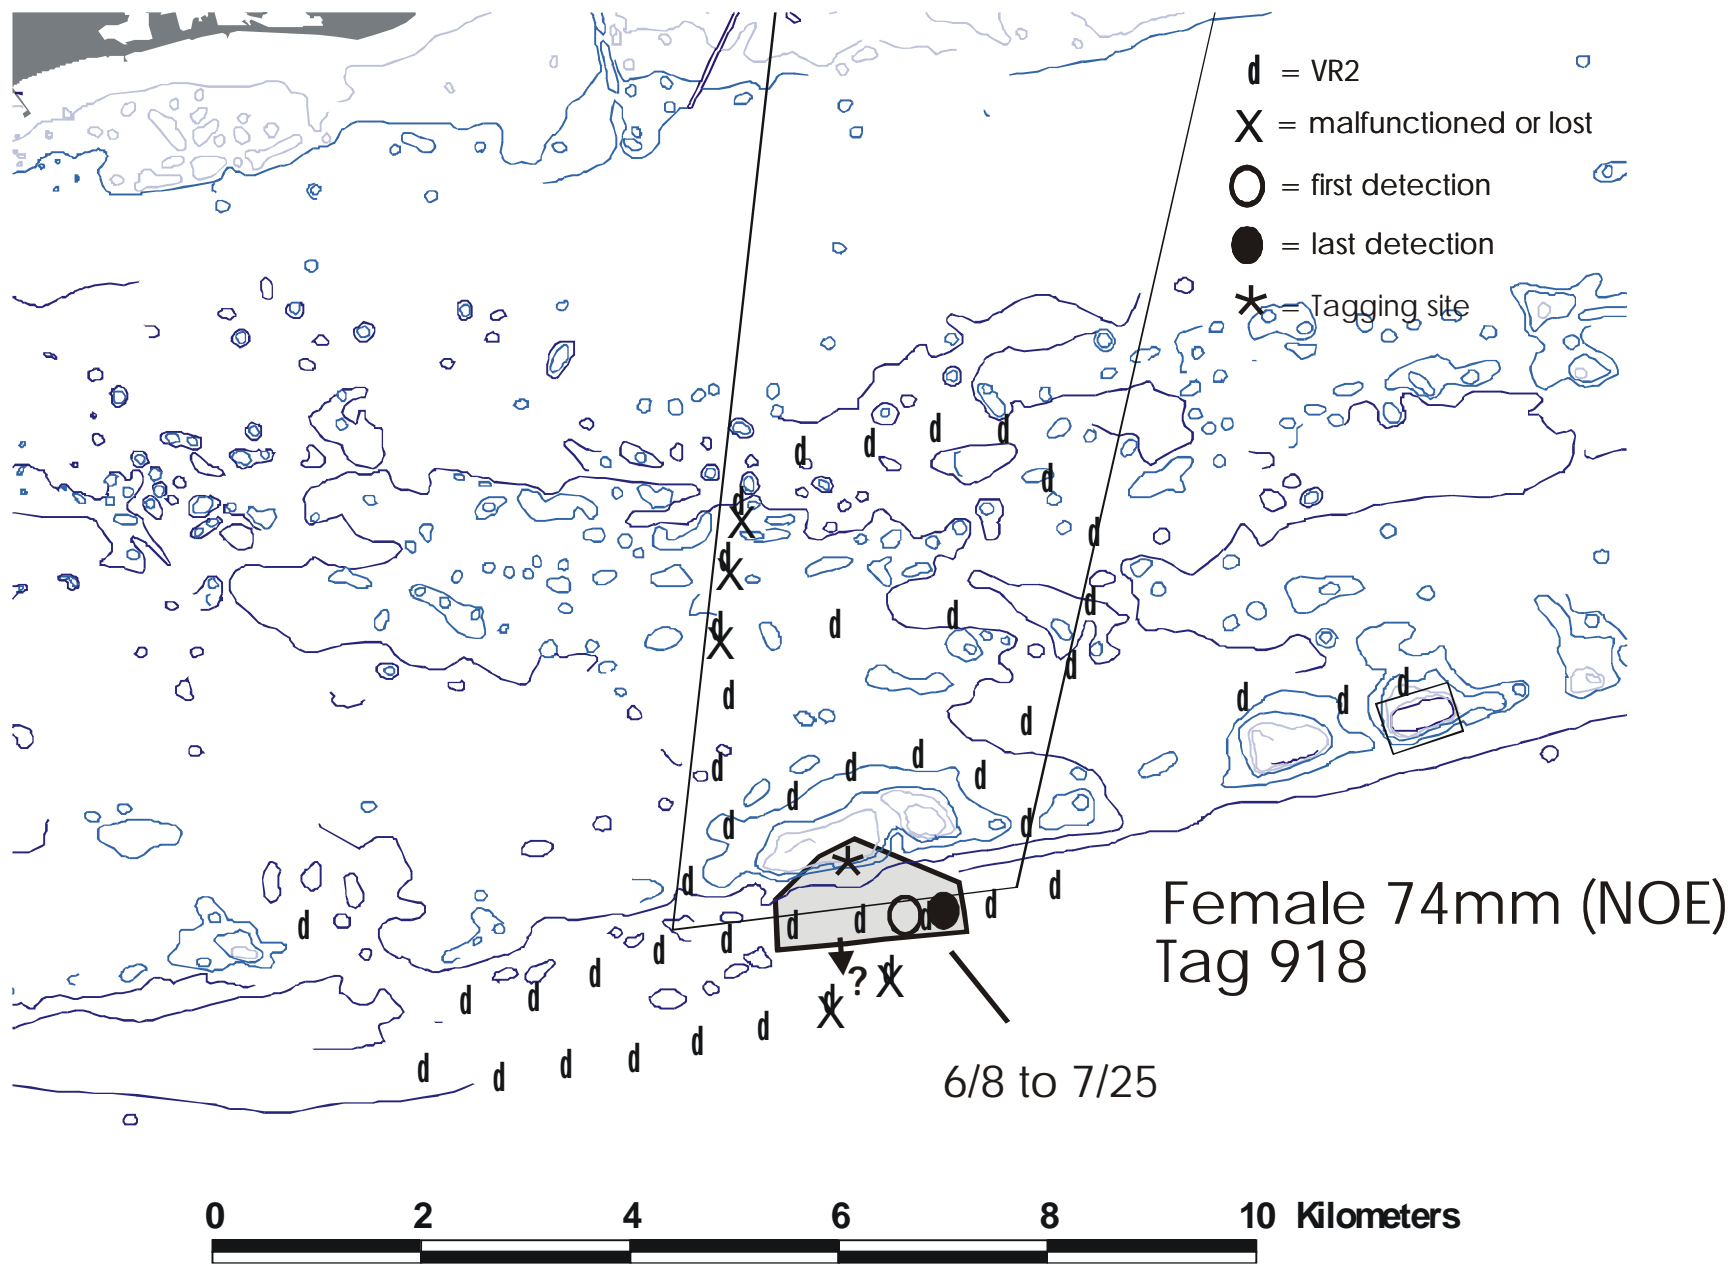 d = VR2
X = malfunctioned or lost
= first detection
= last detection
* = Tagging site
d d d d
d
d
X
d
d
X
d
d
d d
X
d
d
d d d
d
d
d d d
d
d
d
d
d
d
*
d
d
d d d d d d
d
d
d
d
d
? X
d
d
d
X
d
d
d
d
d
d
Female 74mm (NOE)
Tag 918
6/8 to 7/25
0 2 4 6 8 10 Kilometers